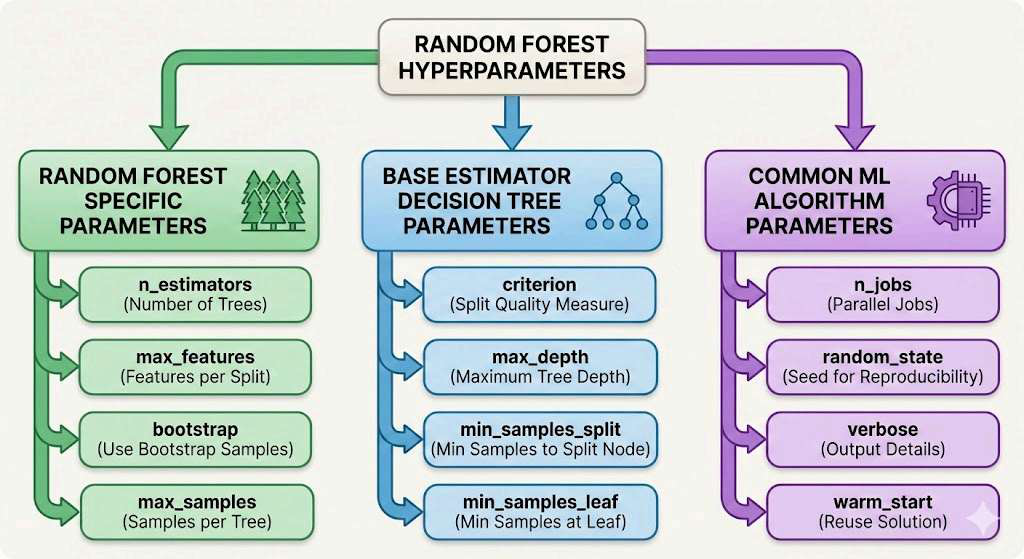 RANDOM FOREST
HYPERPARAMETERS
RANDOM FOREST
SPECIFIC
PARAMETERS
n_estimators
(Number of Trees)
max_features
(Features per Split)
bootstrap
(Use Bootstrap Samples)
max_samples
(Samples per Tree)
BASE ESTIMATOR
DECISION TREE
PARAMETERS
criterion
(Split Quality Measure)
max_depth
(Maximum Tree Depth)
min_samples_split
(Min Samples to Split Node)
min_samples_leaf
(Min Samples at Leaf)
COMMON ML
ALGORITHM
PARAMETERS
n_jobs
(Parallel Jobs)
random_state
(Seed for Reproducibility)
verbose
(Output Details)
warm_start
(Reuse Solution)